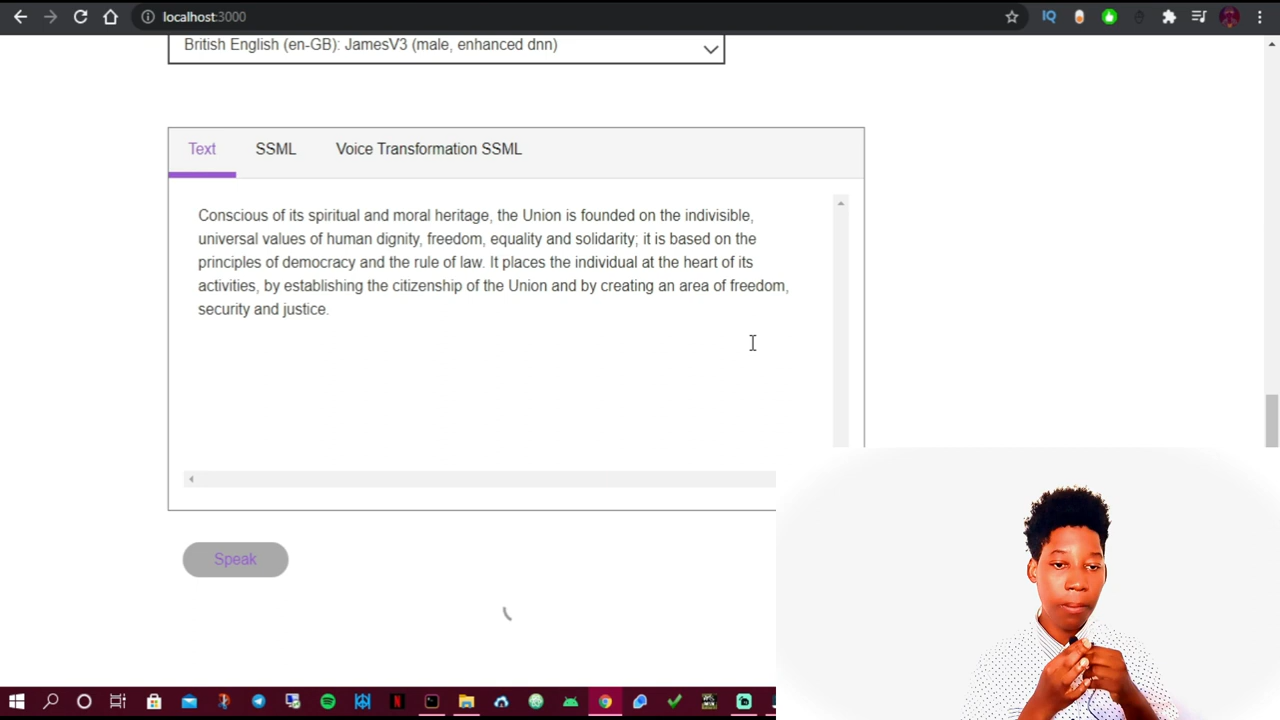 localhost:3000
British English (en-GB): JamesV3 (male, enhanced dnn)
Text SSML Voice Transformation SSML
Conscious of its spiritual and moral heritage, the Union is founded on the indivisible,
universal values of human dignity, freedom, equality and solidarity; it is based on the
principles of democracy and the rule of law. It places the individual at the heart of its
activities, by establishing the citizenship of the Union and by creating an area of freedom,
security and justice.
Speak